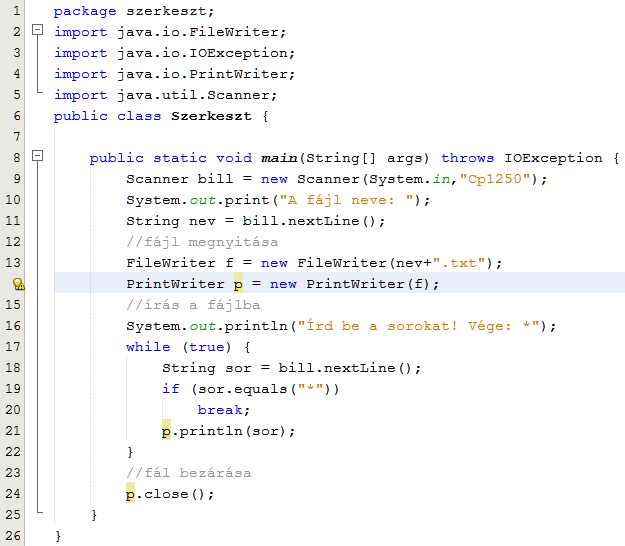 1 package szerkeszt;
2 import java.io.FileWriter;
3 import java.io.IOException;
4 import java.io.PrintWriter;
5 import java.util.Scanner;
6 public class Szerkeszt {
7
8 public static void main(String[] args) throws IOException {
9 Scanner bill = new Scanner(System.in,"Cp1250");
10 System.out.print("A fájl neve: ");
11 String nev = bill.nextLine();
12 //fájl megnyitása
13 FileWriter f = new FileWriter(nev+".txt");
PrintWriter p = new PrintWriter(f);
15 //írás a fájlba
16 System.out.println("Írd be a sorokat! Vége: *");
17 while (true) {
18 String sor = bill.nextLine();
19 if (sor.equals("*"))
20 break;
21 p.println(sor);
22 }
23 //fál bezárása
24 p.close();
25 }
26 }